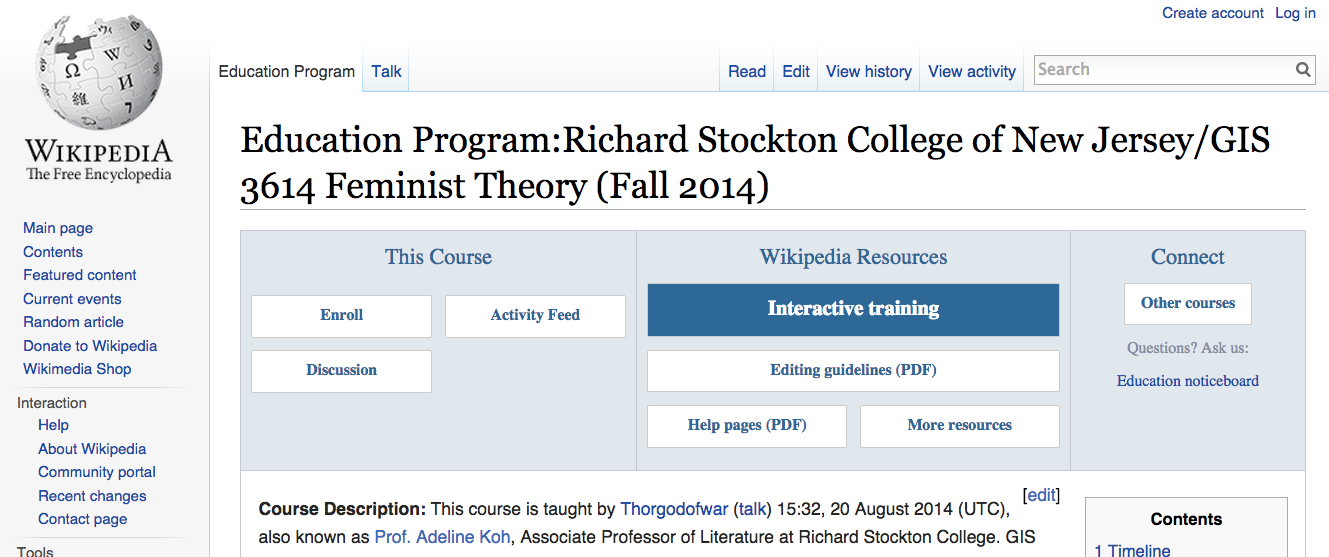 Create account Log in
Education Program Talk Read Edit View history View activity Search
Ω W И 維 7
WIKIPEDIA
The Free Encyclopedia
Main page
Contents
Featured content
Current events
Random article
Donate to Wikipedia
Wikimedia Shop
Interaction
Help
About Wikipedia
Community portal
Recent changes
Contact page
Tools
Education Program:Richard Stockton College of New Jersey/GIS
3614 Feminist Theory (Fall 2014)
This Course
Enroll Activity Feed
Discussion
Wikipedia Resources
Interactive training
Editing guidelines (PDF)
Help pages (PDF) More resources
Connect
Other courses
Questions? Ask us:
Education noticeboard
[edit]
Course Description: This course is taught by Thorgodofwar (talk) 15:32, 20 August 2014 (UTC),
also known as Prof. Adeline Koh, Associate Professor of Literature at Richard Stockton College. GIS
Contents
1 Timeline